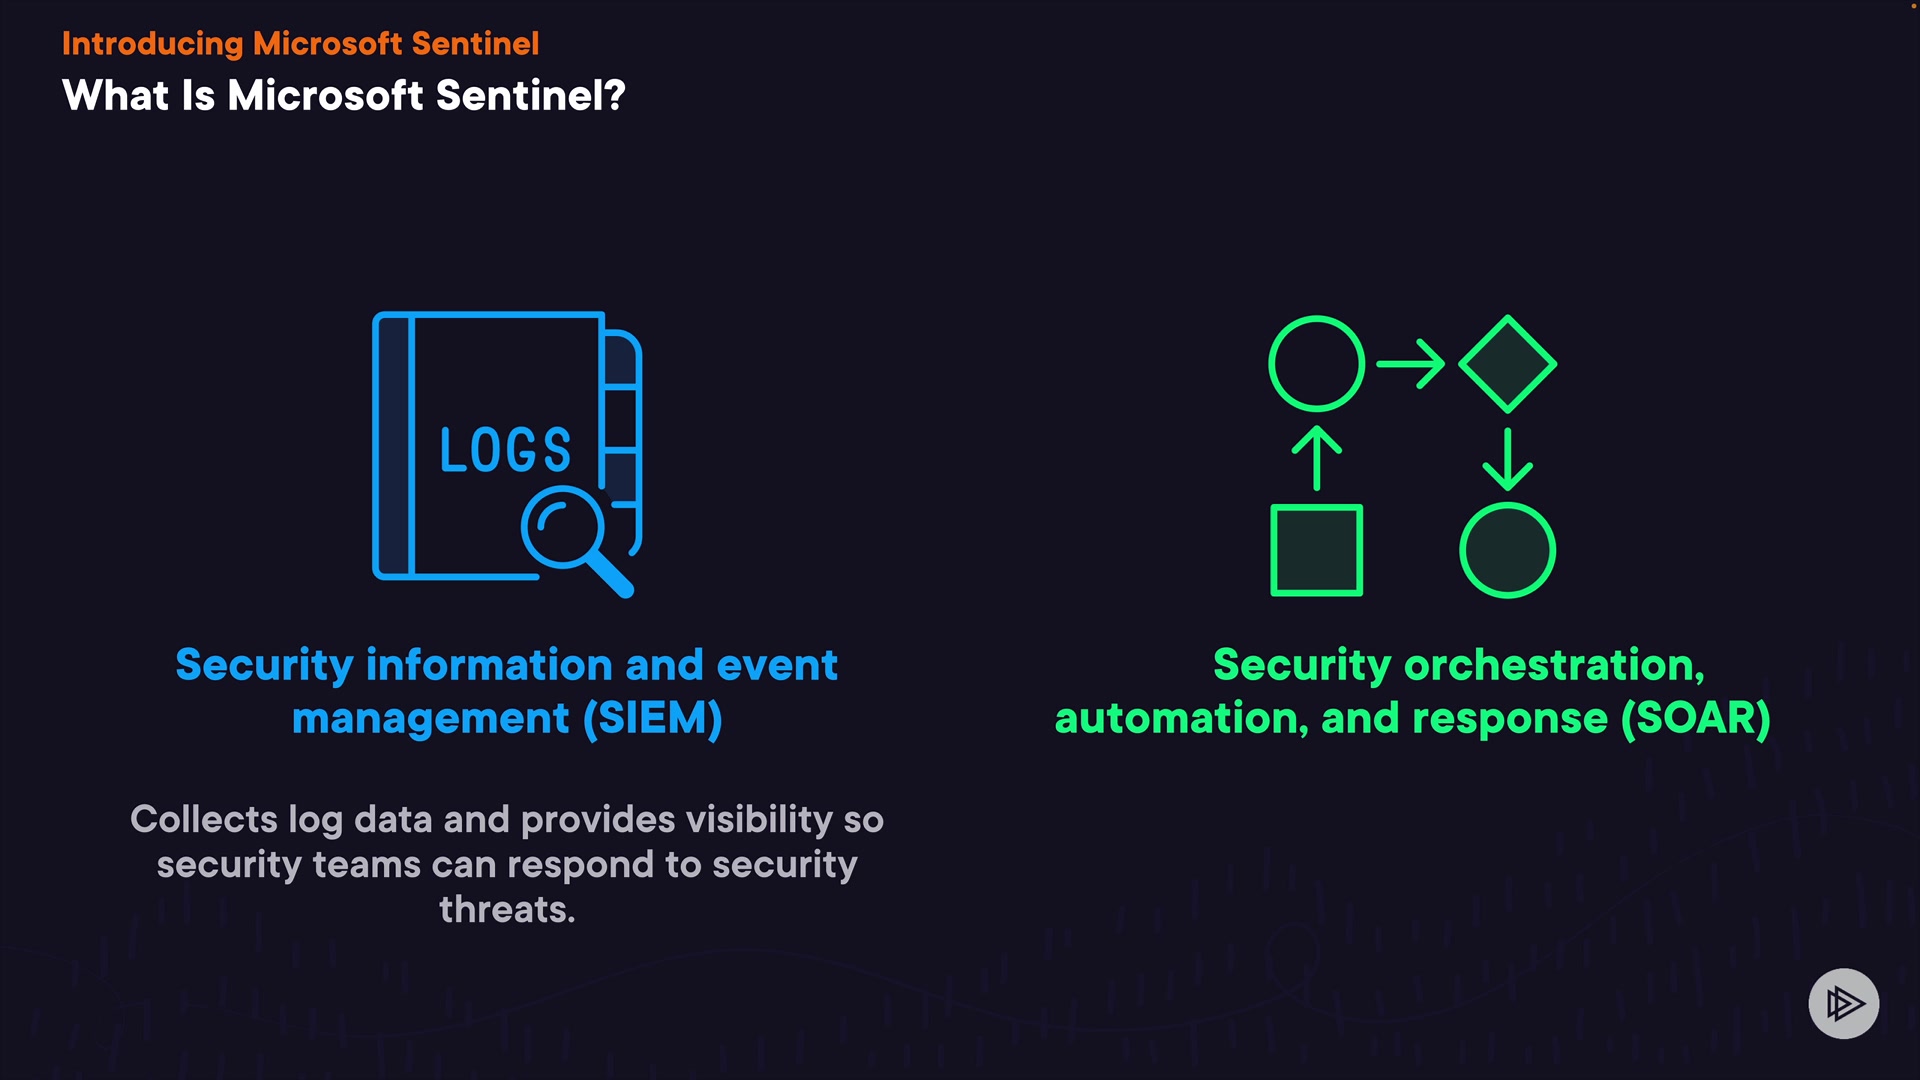 Introducing Microsoft Sentinel
What Is Microsoft Sentinel?
LOGS
Security information and event
management (SIEM)
Collects log data and provides visibility so
security teams can respond to security
threats.
Security orchestration,
automation, and response (SOAR)